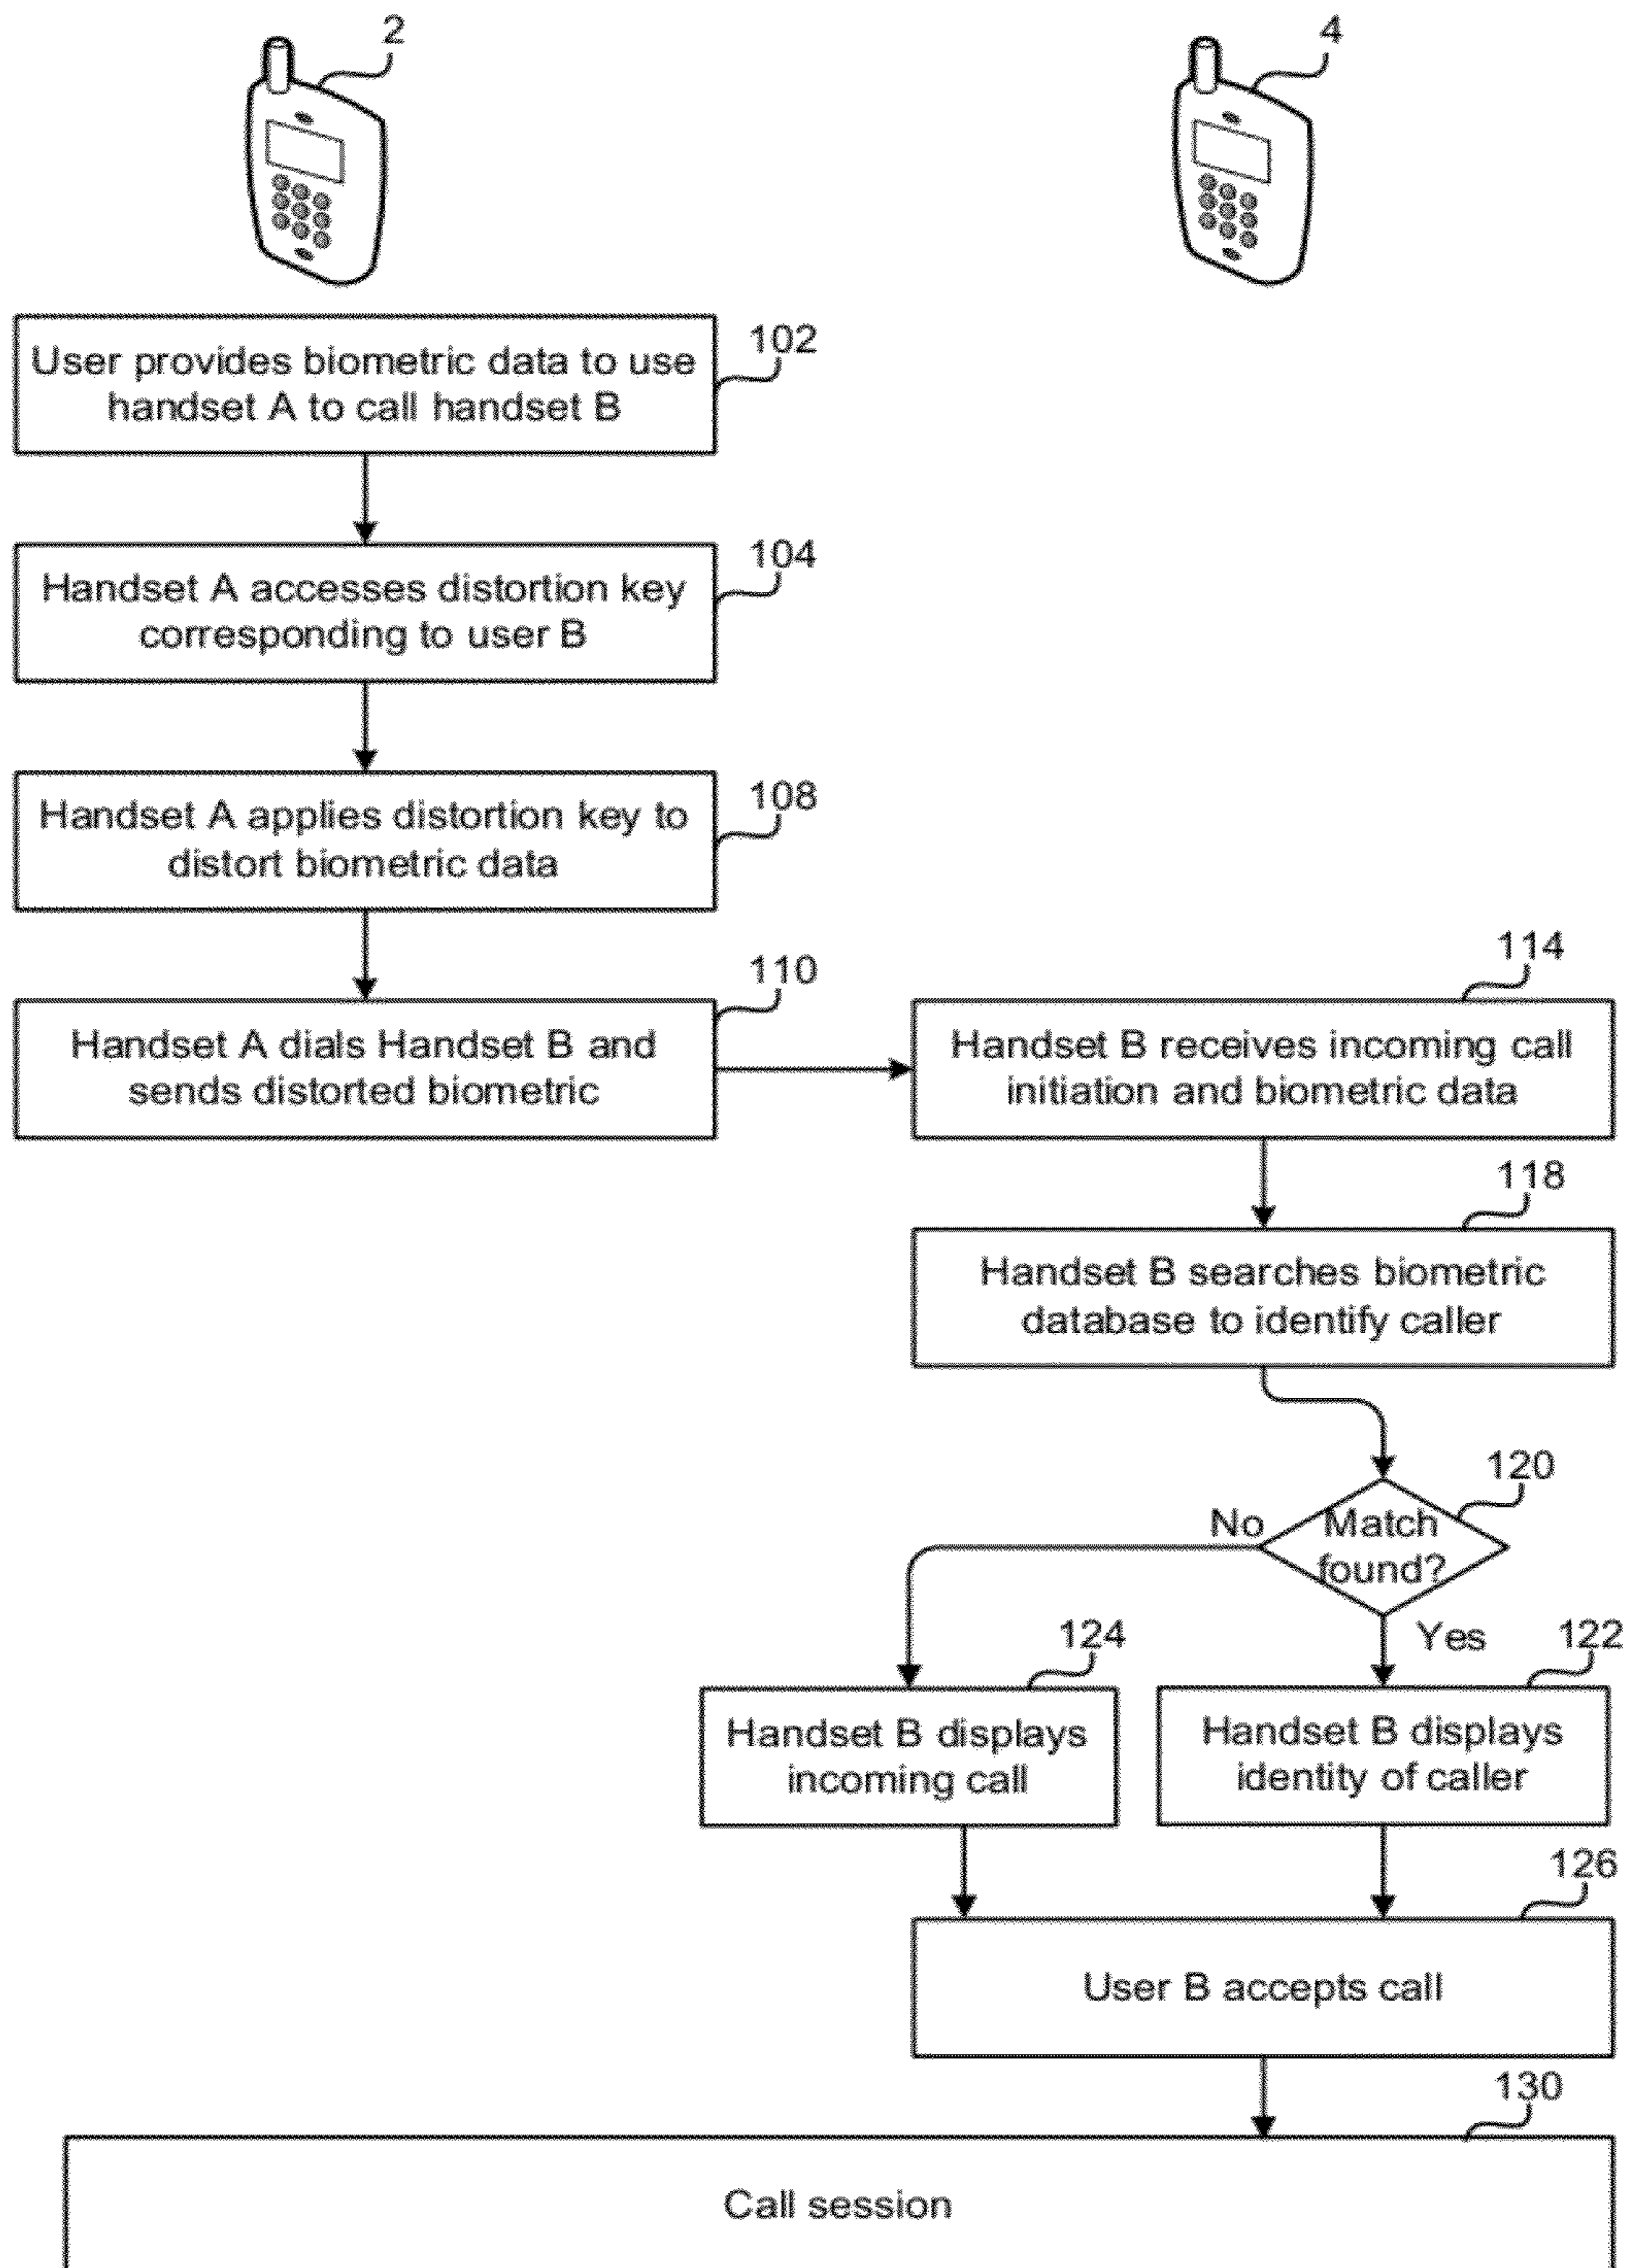 2
4
User provides biometric data to use
handset A to call handset B
102
Handset A accesses distortion key
corresponding to user B
104
Handset A applies distortion key to
distort biometric data
108
Handset A dials Handset B and
sends distorted biometric
110
Handset B receives incoming call
initiation and biometric data
114
Handset B searches biometric
database to identify caller
118
Match
found?
120
No
Yes
Handset B displays
incoming call
124
Handset B displays
identity of caller
122
User B accepts call
126
Call session
130